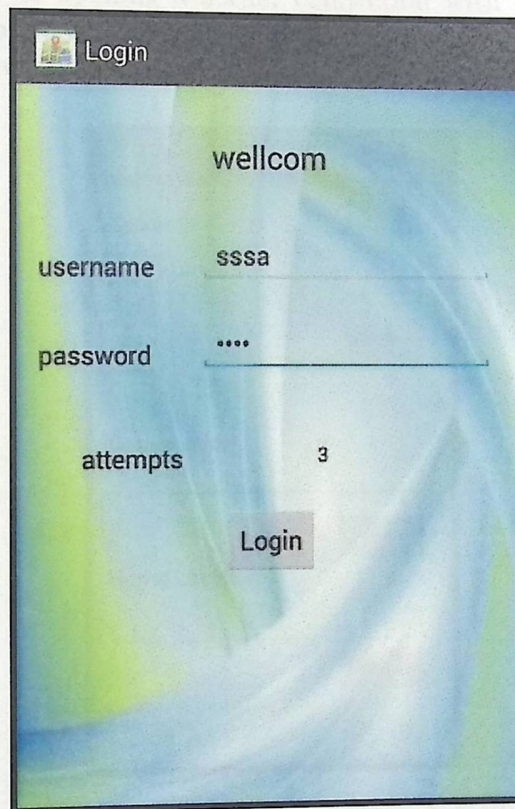 Login
wellcom
username sssa
password ••••
attempts 3
Login